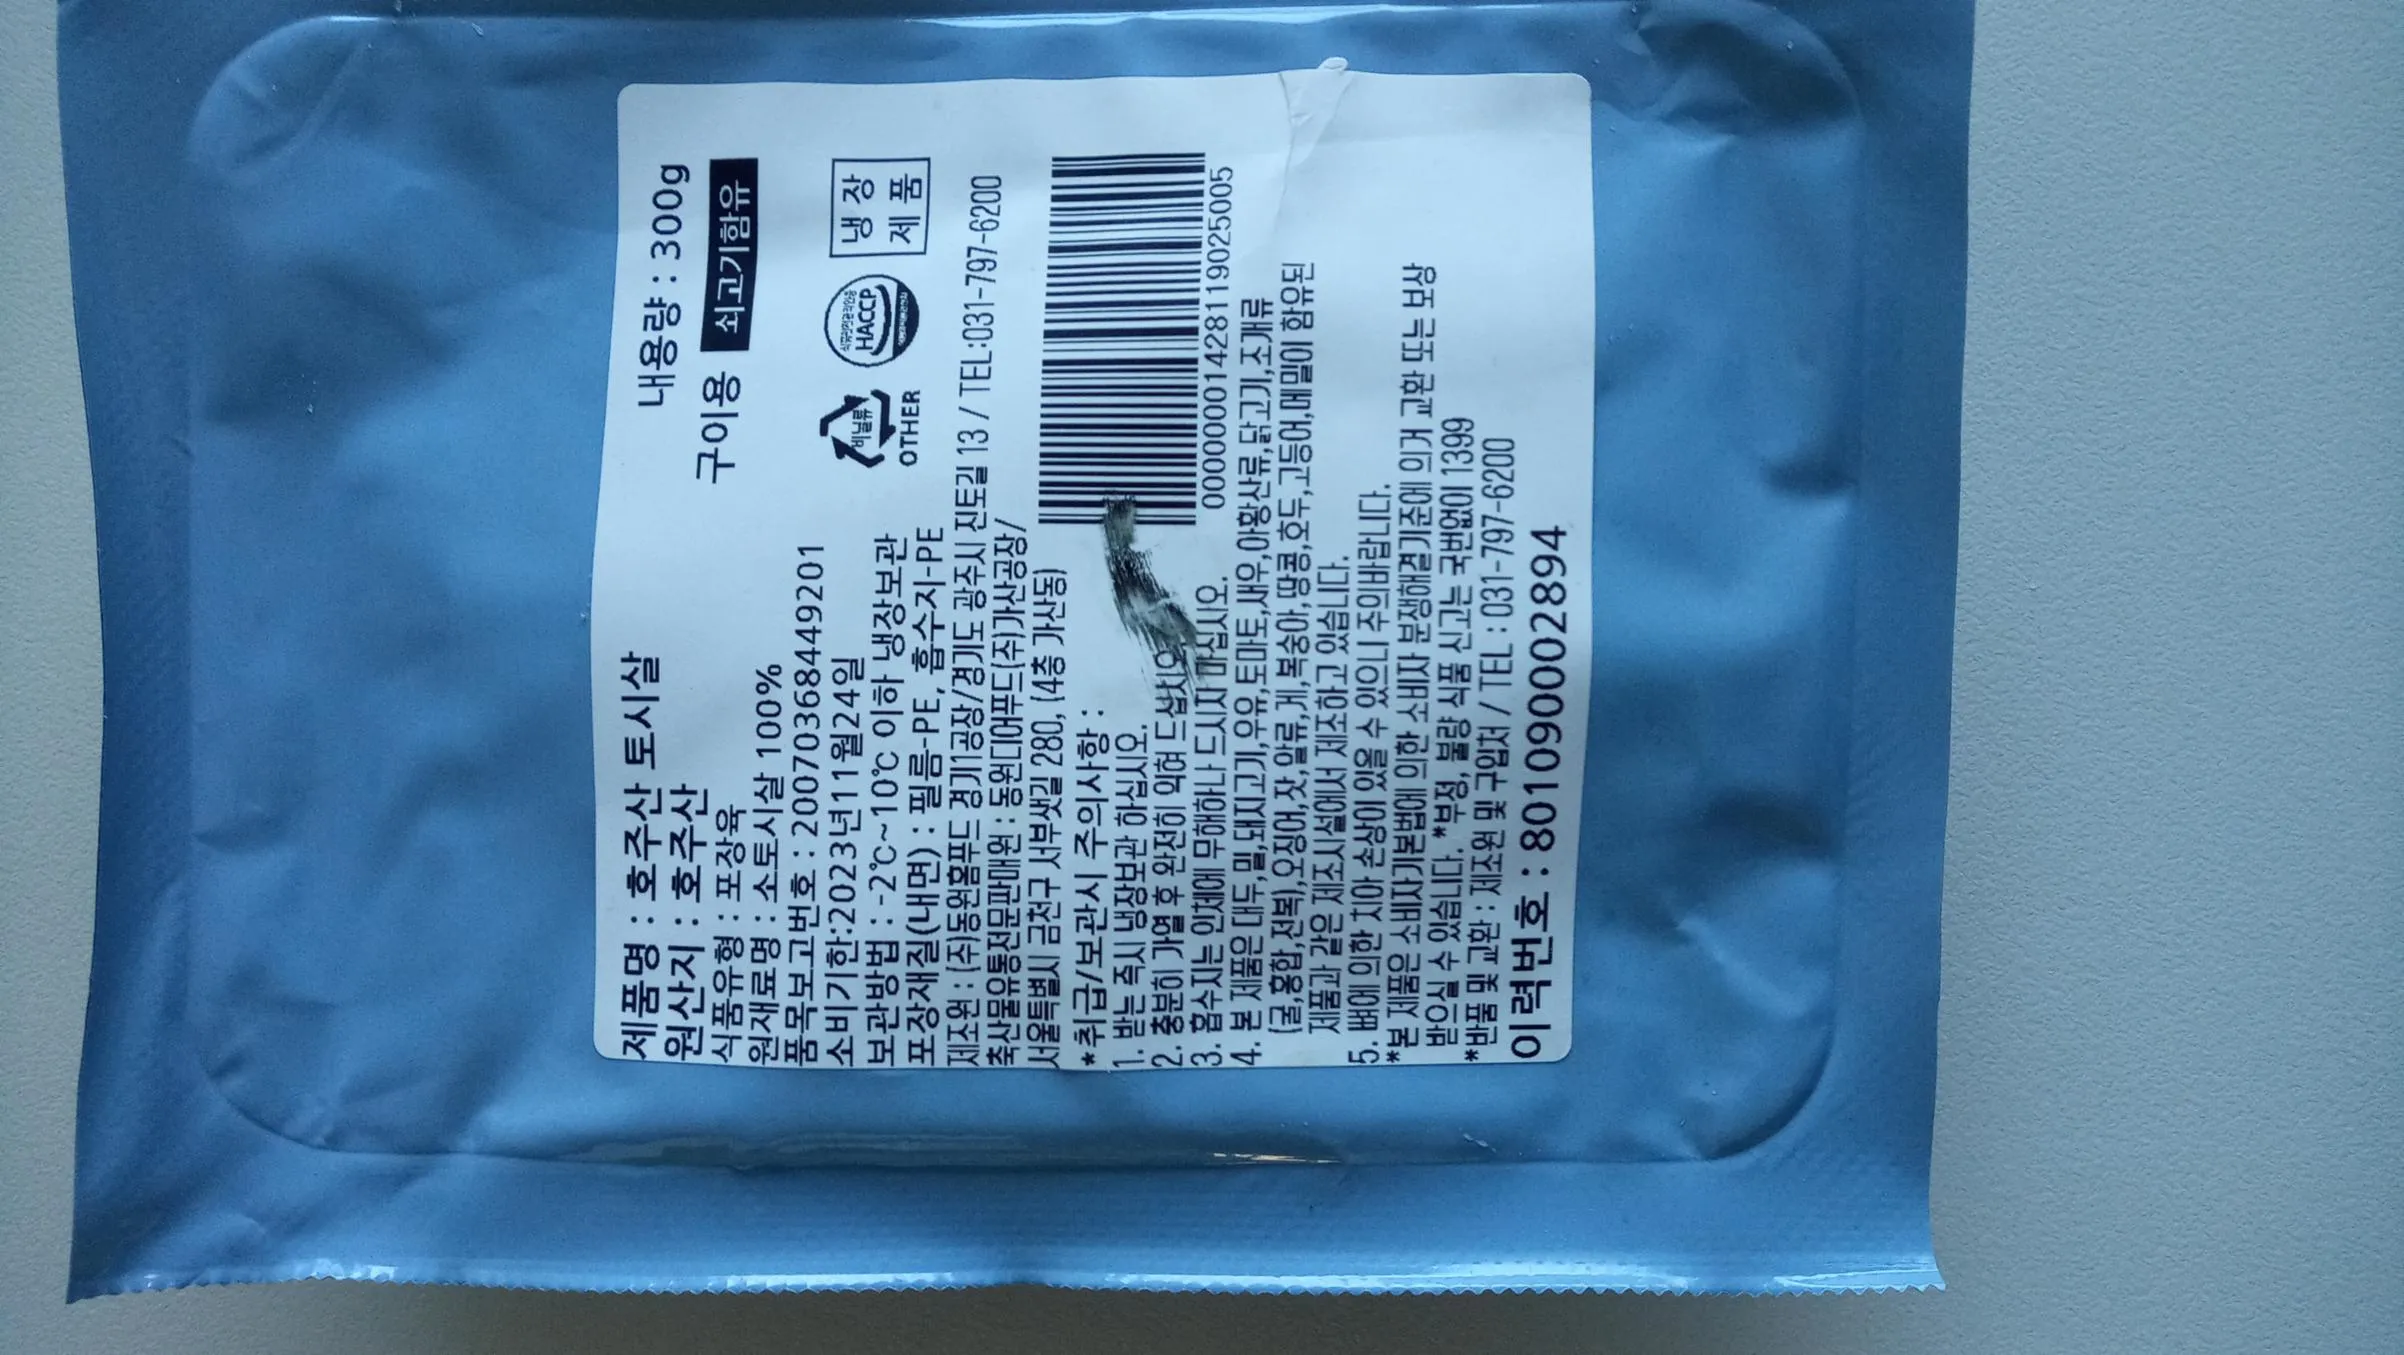 제품명 : 호주산 토시살
내용량 : 300g
원산지 : 호주산
구이용 쇠고기함유
식품유형 : 포장육
원재료명 : 소토시살 100%
품목보고번호 : 20070368449201
소비기한:2023년11월24일
보관방법 : -2℃~10℃ 이하 냉장보관
포장재질(내면) : 필름-PE, 흡수지-PE
비닐류
OTHER
HACCP
냉장
제품
제조원 : (주)동원홈푸드 경기1공장/경기도 광주시 진토길 13 / TEL:031-797-6200
축산물유통전문판매원 : 동원디어푸드(주)가산공장/
서울특별시 금천구 서부샛길 280, (4층 가산동)
*취급/보관시 주의사항 :
1. 받는 즉시 냉장보관 하십시오.
2. 충분히 가열 후 완전히 익혀 드십시오.
3. 흡수지는 인체에 무해하나 드시지 마십시오.
00000001428119025005
4. 본 제품은 대두,밀,돼지고기,우유,토마토,새우,아황산류,닭고기,조개류
(굴,홍합,전복),오징어,잣,알류,게,복숭아,땅콩,호두,고등어,메밀이 함유된
제품과 같은 제조시설에서 제조하고 있습니다.
5. 뼈에 의한 치아 손상이 있을 수 있으니 주의바랍니다.
*본 제품은 소비자기본법에 의한 소비자 분쟁해결기준에 의거 교환 또는 보상
받으실 수 있습니다. *부정, 불량 식품 신고는 국번없이 1399
*반품 및 교환 : 제조원 및 구입처 / TEL : 031-797-6200
이력번호 : 801090002894